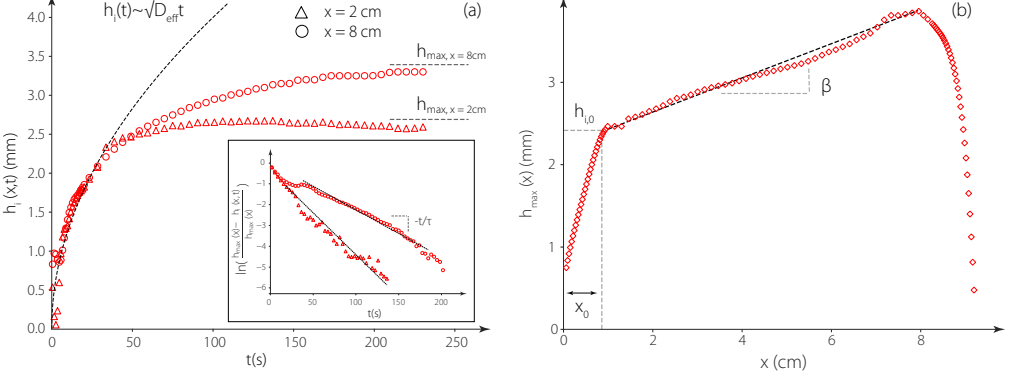 h_i(t)~√D_eff t
(a)
x = 2 cm
x = 8 cm
h_max, x = 8cm
h_max, x = 2cm
h_i (x,t) (mm)
4.0
3.5
3.0
2.5
2.0
1.5
1.0
0.5
0.0
0 50 100 150 200 250
t(s)
ln( h_max (x) − h_i (x,t) / h_max (x) )
0
−1
−2
−3
−4
−5
−6
0 50 100 150 200
t(s)
-t/τ
(b)
h_max (x) (mm)
3
2
1
0
0 2 4 6 8
x (cm)
h_i,0
β
x_0